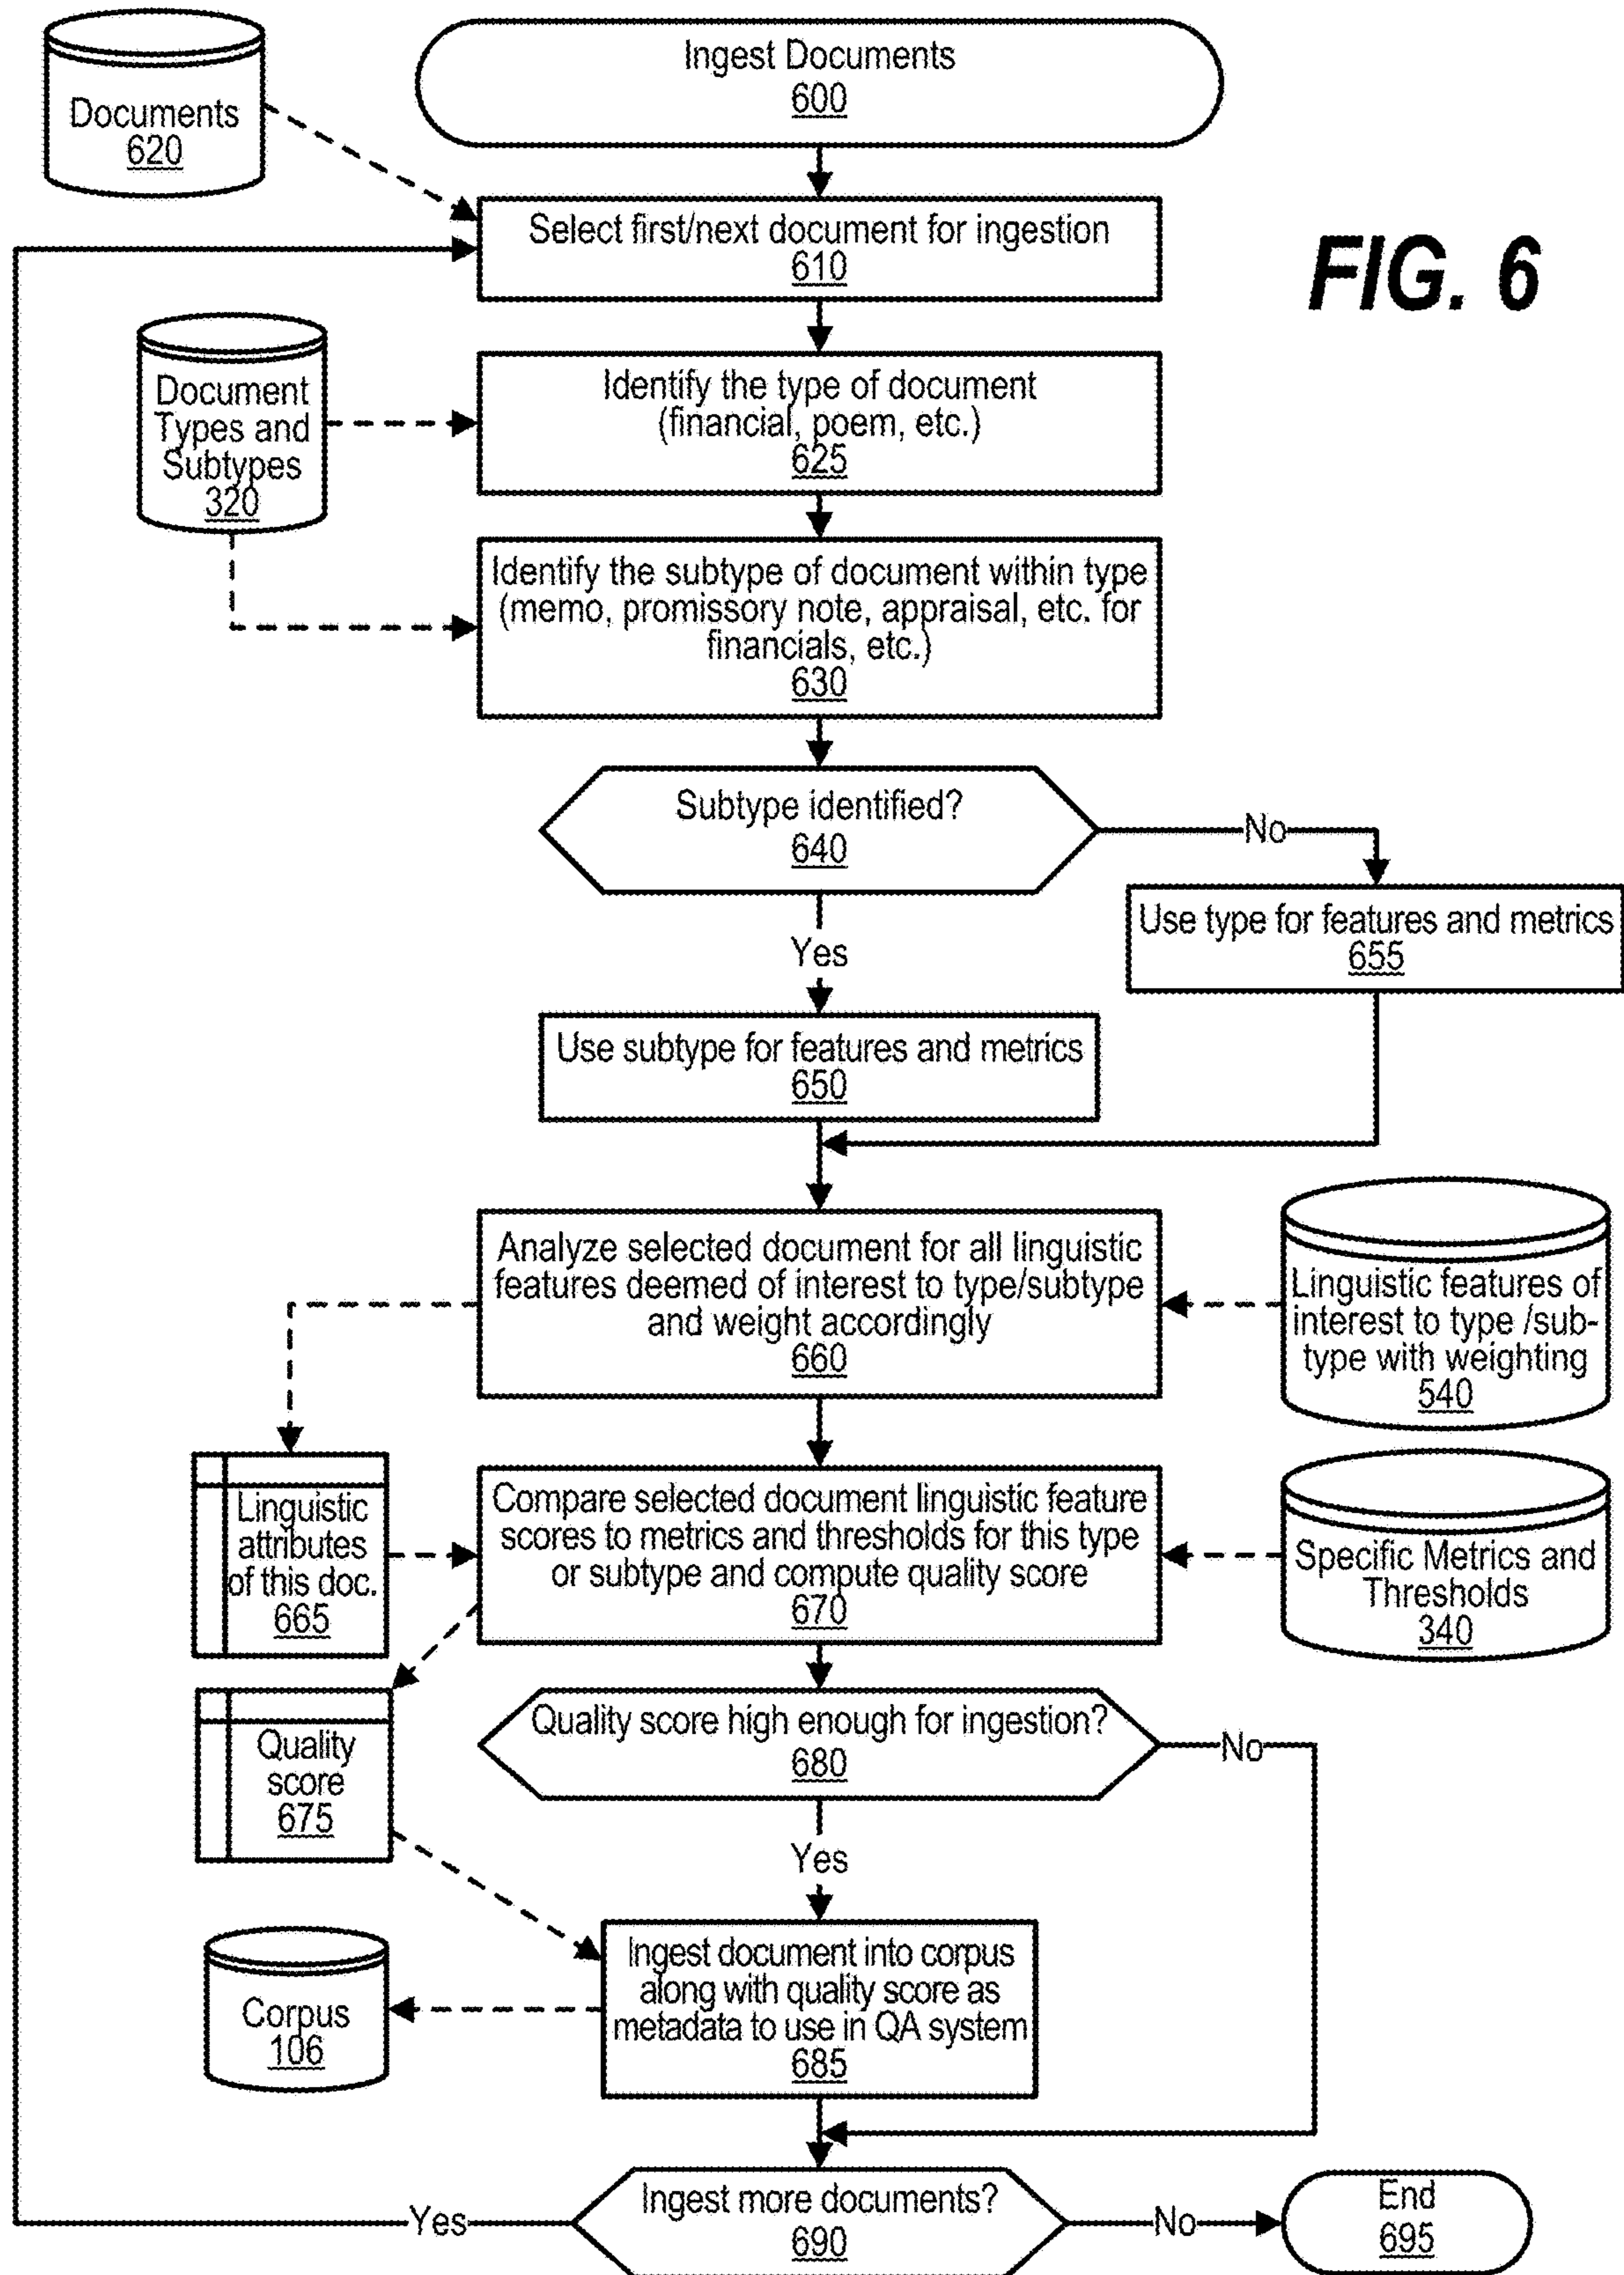 Ingest Documents
600
Documents
620
Select first/next document for ingestion
610
FIG. 6
Document
Types and
Subtypes
320
Identify the type of document
(financial, poem, etc.)
625
Identify the subtype of document within type
(memo, promissory note, appraisal, etc. for
financials, etc.)
630
Subtype identified?
640
No
Yes
Use type for features and metrics
655
Use subtype for features and metrics
650
Analyze selected document for all linguistic
features deemed of interest to type/subtype
and weight accordingly
660
Linguistic features of
interest to type /sub-
type with weighting
540
Linguistic
attributes
of this doc.
665
Compare selected document linguistic feature
scores to metrics and thresholds for this type
or subtype and compute quality score
670
Specific Metrics and
Thresholds
340
Quality
score
675
Quality score high enough for ingestion?
680
No
Yes
Ingest document into corpus
along with quality score as
metadata to use in QA system
685
Corpus
106
Ingest more documents?
690
Yes
No
End
695